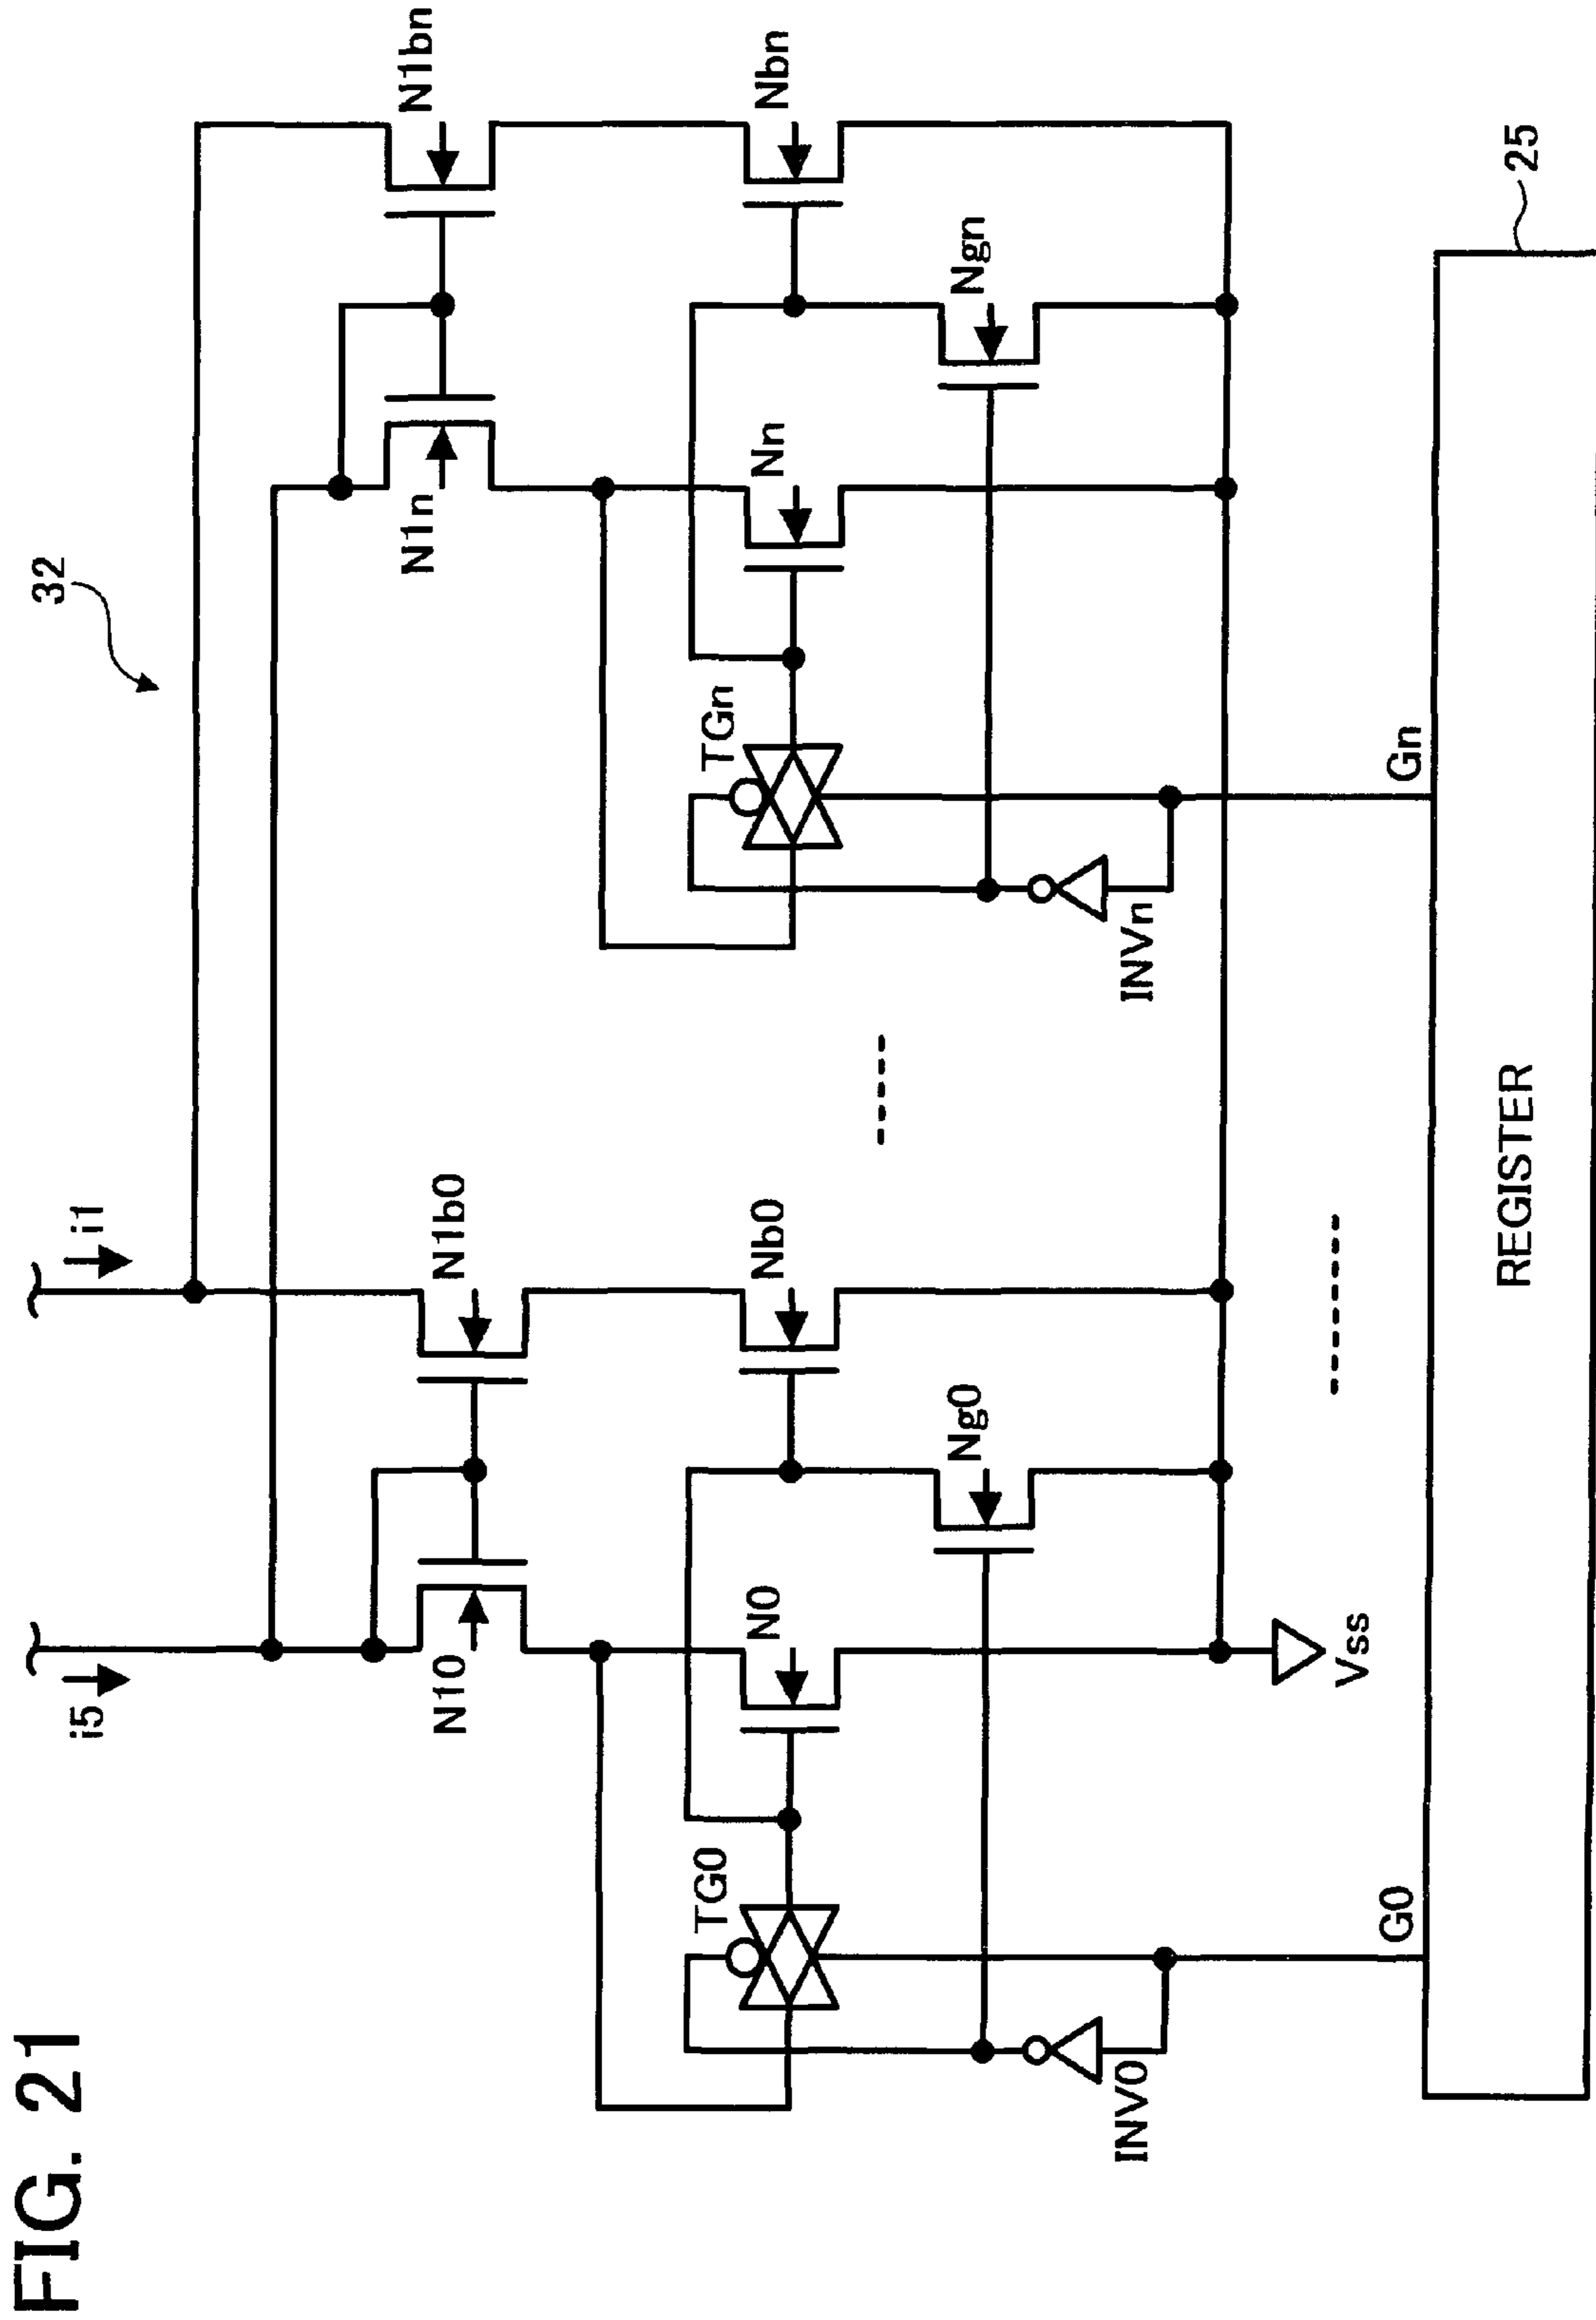 FIG. 21
32
i5
i1
N10
N1b0
N1n
N1bn
TG0
N0
Nb0
TGn
Nn
Nbn
Ng0
Ngn
INV0
INVn
Vss
G0
Gn
REGISTER
25